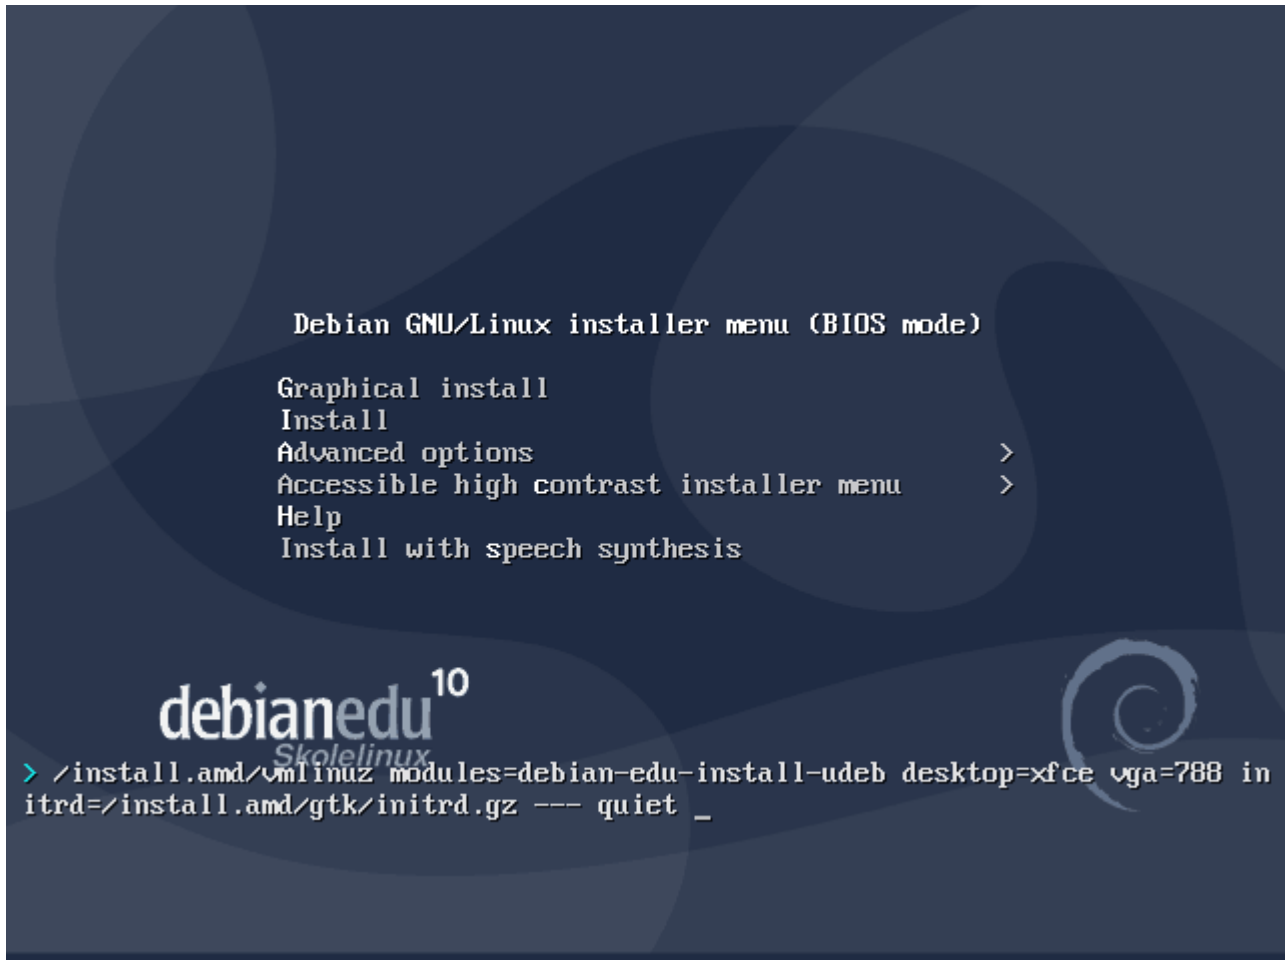 Debian GNU/Linux installer menu (BIOS mode)
Graphical install
Install
Advanced options >
Accessible high contrast installer menu >
Help
Install with speech synthesis
debianedu 10
Skolelinux
> /install.amd/vmlinuz modules=debian-edu-install-udeb desktop=xfce vga=788 in
itrd=/install.amd/gtk/initrd.gz --- quiet _